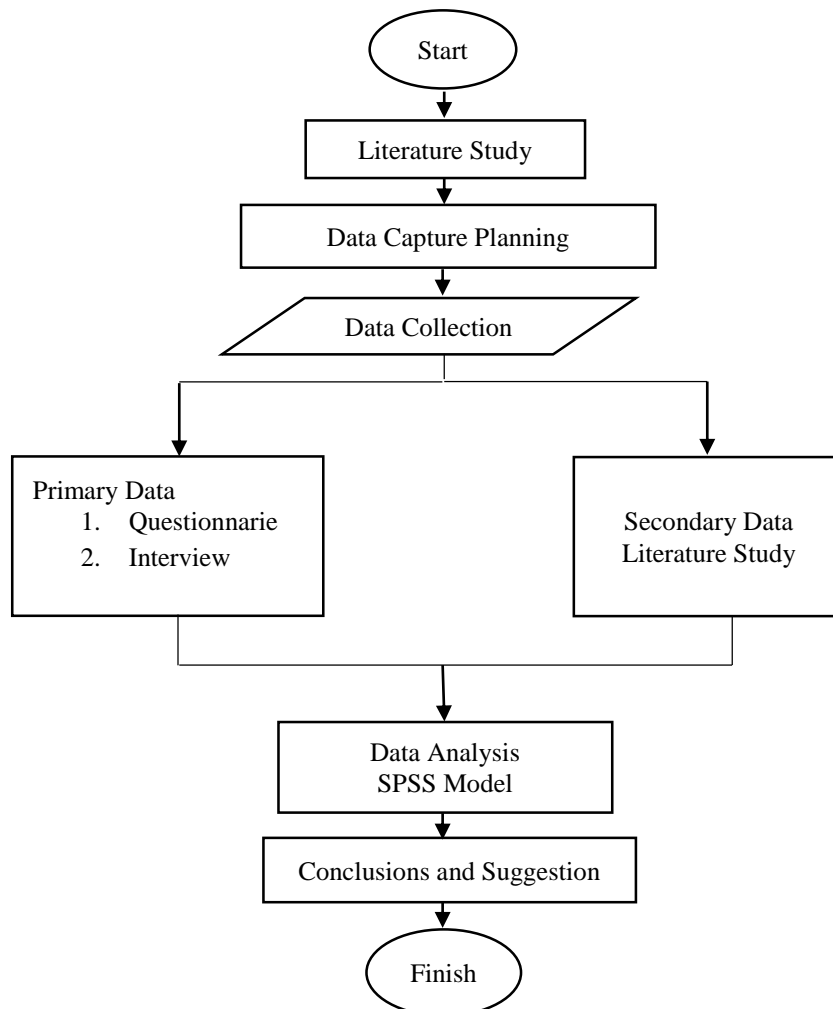 Start
Literature Study
Data Capture Planning
Data Collection
Primary Data
1. Questionnarie
2. Interview
Secondary Data
Literature Study
Data Analysis
SPSS Model
Conclusions and Suggestion
Finish